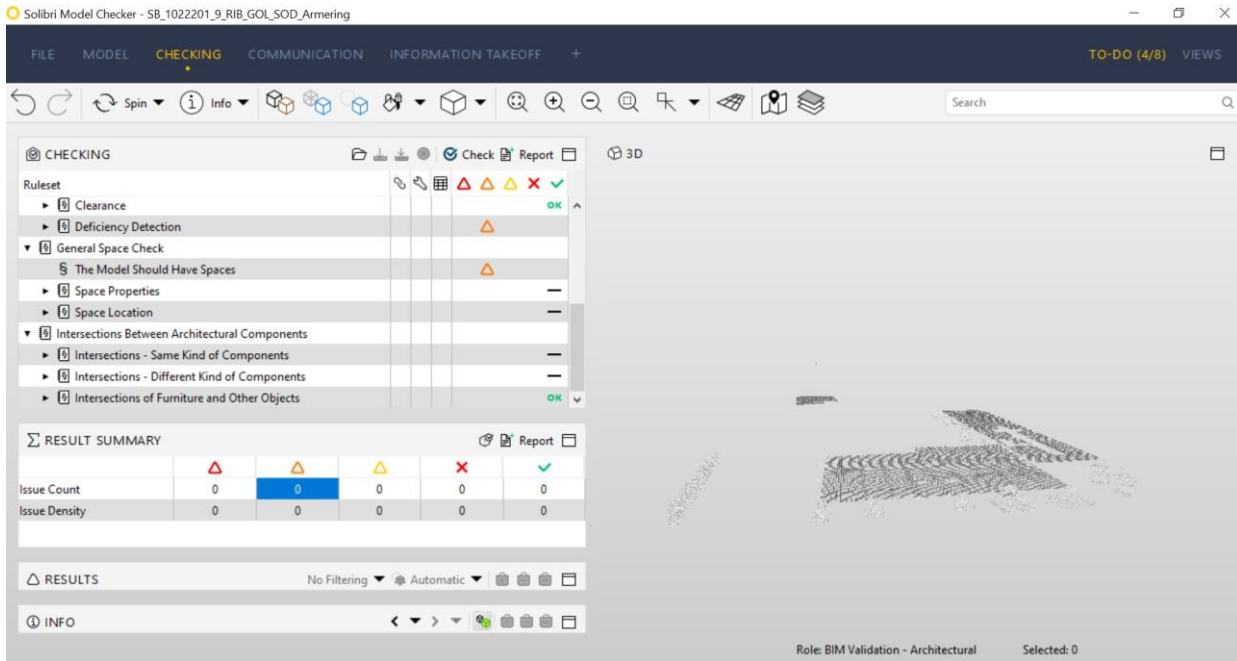 Solibri Model Checker - SB_1022201_9_RIB_GOL_SOD_Armering
FILE MODEL CHECKING COMMUNICATION INFORMATION TAKEOFF + TO-DO (4/8) VIEWS
Spin Info Search
CHECKING Check Report 3D
Ruleset
§ Clearance OK
§ Deficiency Detection
§ General Space Check
§ The Model Should Have Spaces
§ Space Properties —
§ Space Location —
§ Intersections Between Architectural Components
§ Intersections - Same Kind of Components —
§ Intersections - Different Kind of Components —
§ Intersections of Furniture and Other Objects OK
∑ RESULT SUMMARY Report
Issue Count 0 0 0 0 0
Issue Density 0 0 0 0 0
RESULTS No Filtering Automatic
INFO
Role: BIM Validation - Architectural Selected: 0